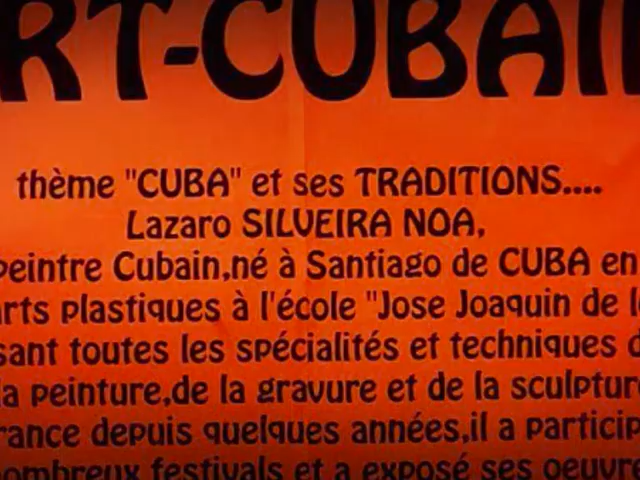 RT-CUBAI
thème "CUBA" et ses TRADITIONS....
Lazaro SILVEIRA NOA,
peintre Cubain,né à Santiago de CUBA en
arts plastiques à l'école "Jose Joaquin de
sant toutes les spécialités et techniques d
la peinture,de la gravure et de la sculptur
rance depuis quelques années,il a particip
nombreux festivals et a exposé ses oeuvre